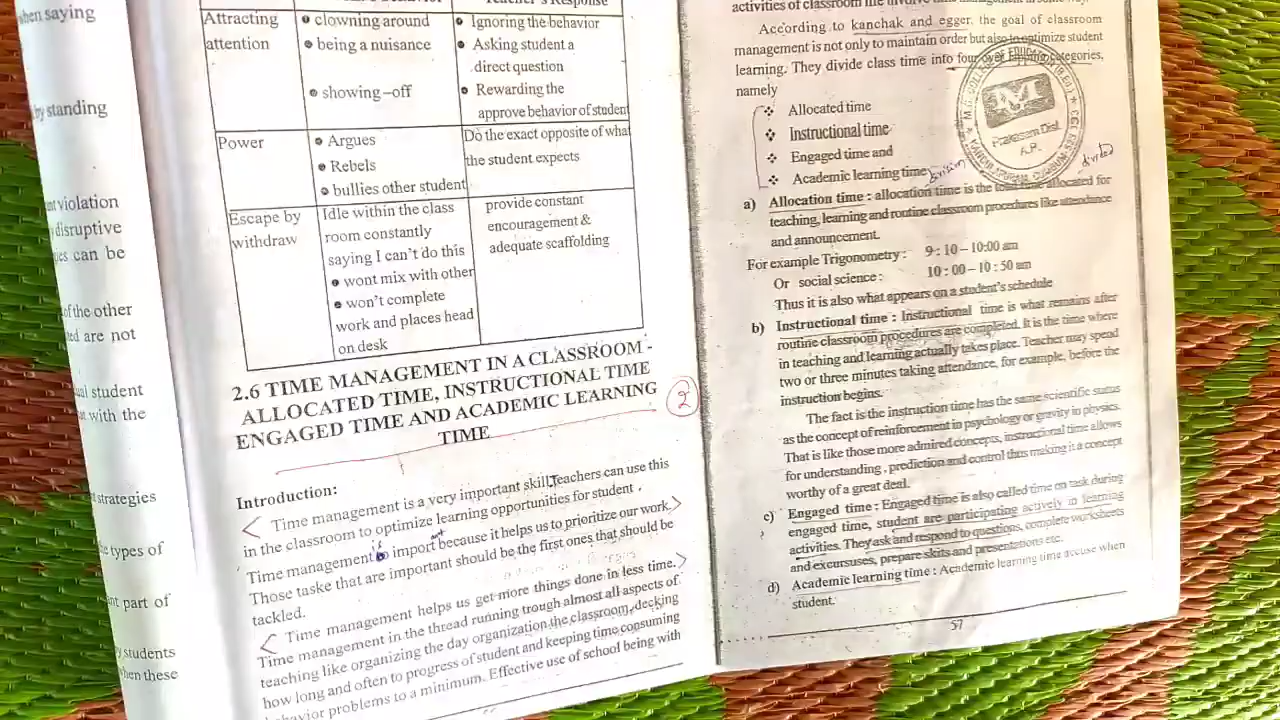 when saying
by standing
violation
disruptive
can be
of the other
are not
student
with the
strategies
types of
part of
students
when these
Teacher's Response
Attracting
attention
• clowning around
• being a nuisance
• showing –off
• Ignoring the behavior
• Asking student a
direct question
• Rewarding the
approve behavior of student
Power
• Argues
• Rebels
• bullies other student
Do the exact opposite of what
the student expects
Escape by
withdraw
Idle within the class
room constantly
saying I can't do this
• wont mix with other
• won't complete
work and places head
on desk
provide constant
encouragement &
adequate scaffolding
2.6 TIME MANAGEMENT IN A CLASSROOM -
ALLOCATED TIME, INSTRUCTIONAL TIME
ENGAGED TIME AND ACADEMIC LEARNING
TIME
2
Introduction:
Time management is a very important skill Teachers can use this
in the classroom to optimize learning opportunities for student .
Time management is import ant because it helps us to prioritize our work.
Those taske that are important should be the first ones that should be
tackled.
Time management helps us get more things done in less time.
Time management in the thread running trough almost all aspects of
teaching like organizing the day organization the classroom, decking
how long and often to progress of student and keeping time consuming
behavior problems to a minimum. Effective use of school being with
activities of classroom
According to kanchak and egger, the goal of classroom
management is not only to maintain order but also to optimize student
learning. They divide class time into four categories,
namely
❖ Allocated time
❖ Instructional time
❖ Engaged time and
❖ Academic learning time
divided
M
Prakasam Dist.
A.P.
a) Allocation time : allocation time is the total time allocated for
teaching, learning and routine classroom procedures like attendance
and announcement.
For example Trigonometry : 9 : 10 – 10:00 am
Or social science : 10 : 00 – 10 : 50 am
Thus it is also what appears on a student's schedule
b) Instructional time : Instructional time is what remains after
routine classroom procedures are completed. It is the time where
in teaching and learning actually takes place. Teacher may spend
two or three minutes taking attendance, for example, before the
instruction begins.
The fact is the instruction time has the same scientific status
as the concept of reinforcement in psychology or gravity in physics.
That is like those more admired concepts, instructional time allows
for understanding , prediction and control thus making it a concept
worthy of a great deal.
c) Engaged time : Engaged time is also called time on task during
engaged time, student are participating actively in learning
activities. They ask and respond to questions, complete worksheets
and excursuses, prepare skits and presentations etc.
d) Academic learning time : Academic learning time accuse when
student.
57